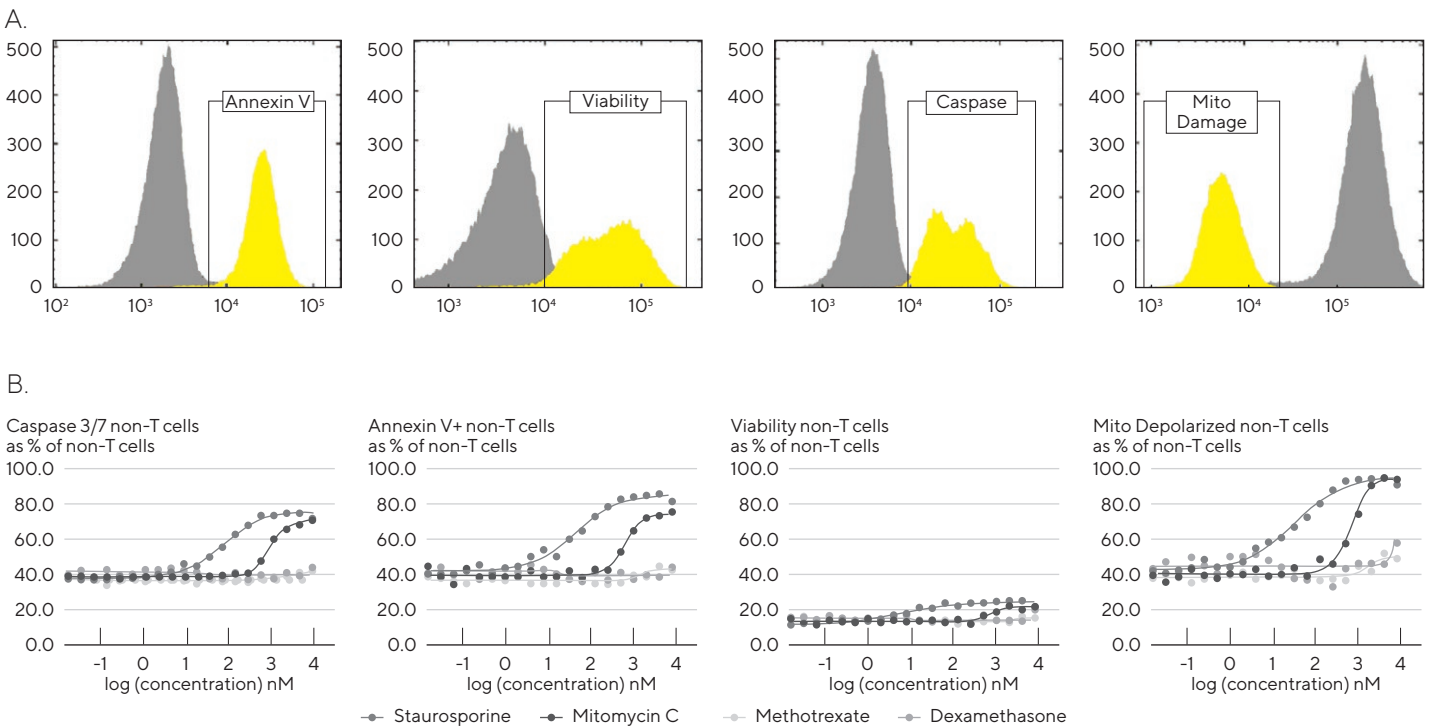 A.
500
400
300
200
100
0
10² 10³ 10⁴ 10⁵
Annexin V
500
400
300
200
100
0
10³ 10⁴ 10⁵
Viability
500
400
300
200
100
0
10³ 10⁴ 10⁵
Caspase
500
400
300
200
100
0
10³ 10⁴ 10⁵
Mito
Damage
B.
Caspase 3/7 non-T cells
as % of non-T cells
100.0
80.0
60.0
40.0
20.0
0.0
-1 0 1 2 3 4
log (concentration) nM
Annexin V+ non-T cells
as % of non-T cells
100.0
80.0
60.0
40.0
20.0
0.0
-1 0 1 2 3 4
log (concentration) nM
Viability non-T cells
as % of non-T cells
100.0
80.0
60.0
40.0
20.0
0.0
-1 0 1 2 3 4
log (concentration) nM
Mito Depolarized non-T cells
as % of non-T cells
100.0
80.0
60.0
40.0
20.0
0.0
-1 0 1 2 3 4
log (concentration) nM
Staurosporine Mitomycin C Methotrexate Dexamethasone